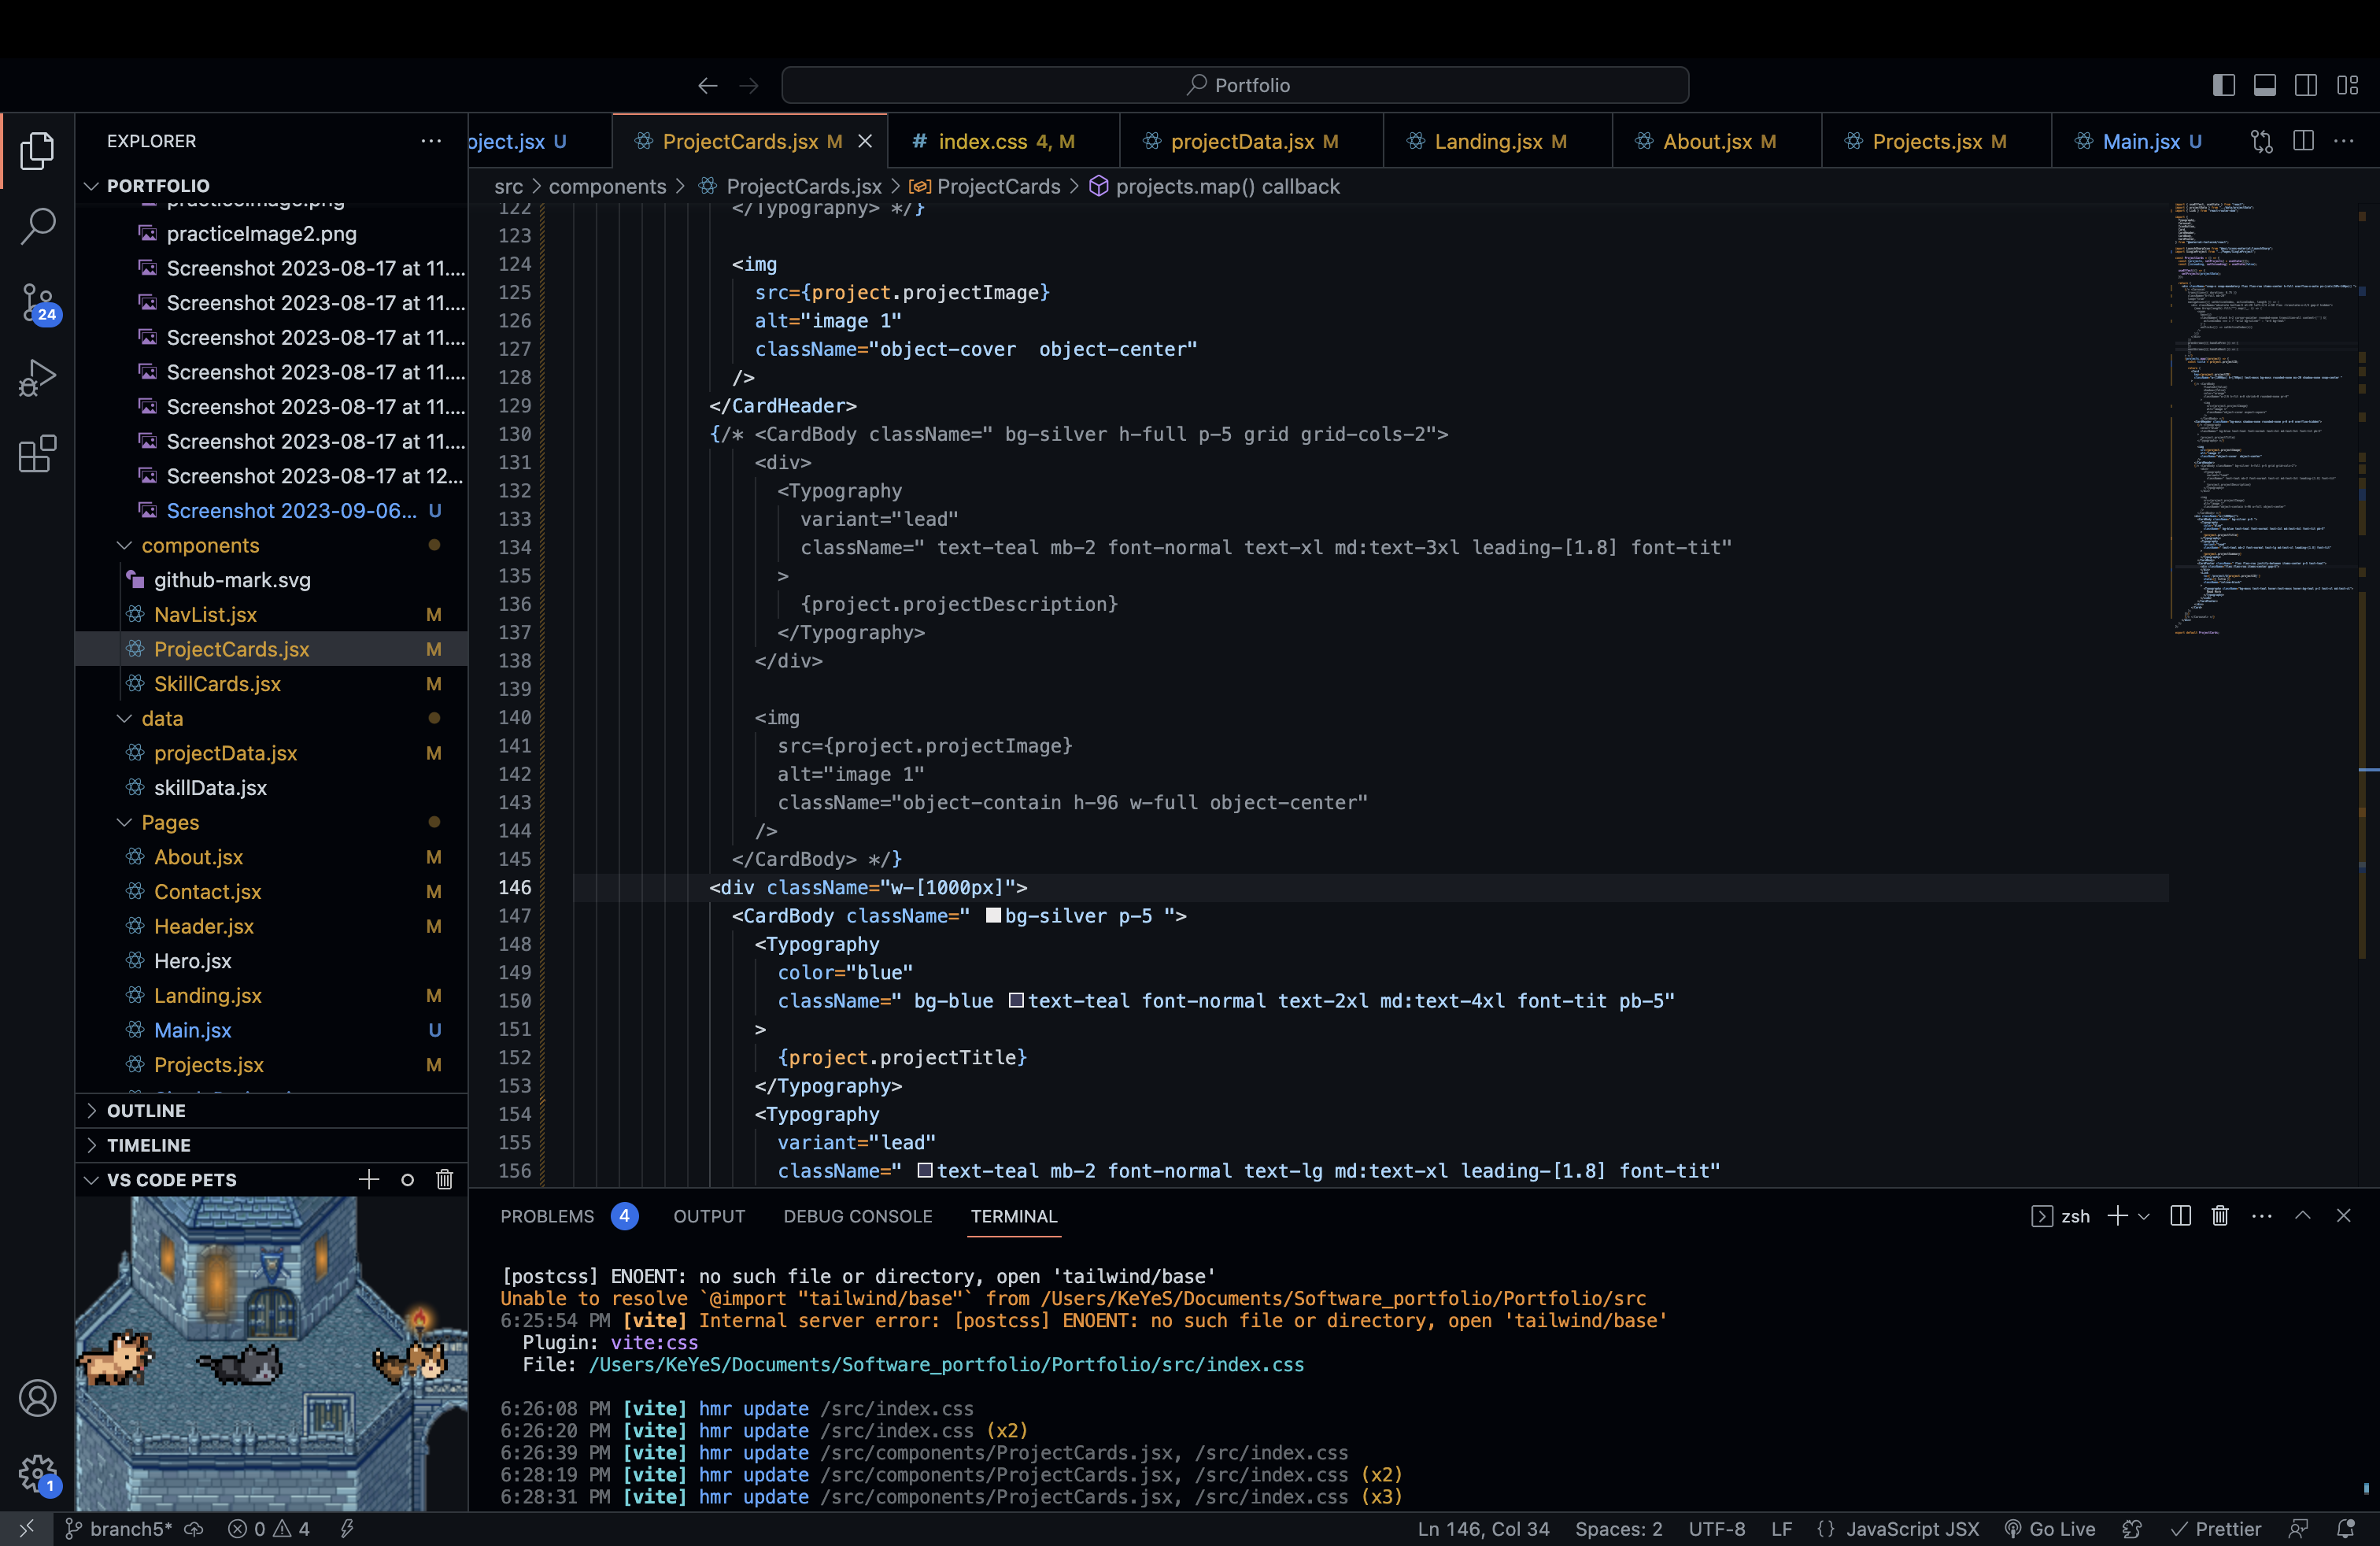 Portfolio
EXPLORER
PORTFOLIO
practiceImage.png
practiceImage2.png
Screenshot 2023-08-17 at 11....
Screenshot 2023-08-17 at 11....
Screenshot 2023-08-17 at 11....
Screenshot 2023-08-17 at 11....
Screenshot 2023-08-17 at 11....
Screenshot 2023-08-17 at 11....
Screenshot 2023-08-17 at 12...
Screenshot 2023-09-06... U
components
github-mark.svg
NavList.jsx M
ProjectCards.jsx M
SkillCards.jsx M
data
projectData.jsx M
skillData.jsx
Pages
About.jsx M
Contact.jsx M
Header.jsx M
Hero.jsx
Landing.jsx M
Main.jsx U
Projects.jsx M
OUTLINE
TIMELINE
VS CODE PETS
24
1
oject.jsx U
ProjectCards.jsx M
# index.css 4, M
projectData.jsx M
Landing.jsx M
About.jsx M
Projects.jsx M
Main.jsx U
src > components > ProjectCards.jsx > ProjectCards > projects.map() callback
122 </Typography> */}
123
124 <img
125 src={project.projectImage}
126 alt="image 1"
127 className="object-cover  object-center"
128 />
129 </CardHeader>
130 {/* <CardBody className=" bg-silver h-full p-5 grid grid-cols-2">
131 <div>
132 <Typography
133 variant="lead"
134 className=" text-teal mb-2 font-normal text-xl md:text-3xl leading-[1.8] font-tit"
135 >
136 {project.projectDescription}
137 </Typography>
138 </div>
139
140 <img
141 src={project.projectImage}
142 alt="image 1"
143 className="object-contain h-96 w-full object-center"
144 />
145 </CardBody> */}
146 <div className="w-[1000px]">
147 <CardBody className=" bg-silver p-5 ">
148 <Typography
149 color="blue"
150 className=" bg-blue text-teal font-normal text-2xl md:text-4xl font-tit pb-5"
151 >
152 {project.projectTitle}
153 </Typography>
154 <Typography
155 variant="lead"
156 className=" text-teal mb-2 font-normal text-lg md:text-xl leading-[1.8] font-tit"
PROBLEMS 4 OUTPUT DEBUG CONSOLE TERMINAL
zsh
[postcss] ENOENT: no such file or directory, open 'tailwind/base'
Unable to resolve `@import "tailwind/base"` from /Users/KeYeS/Documents/Software_portfolio/Portfolio/src
6:25:54 PM [vite] Internal server error: [postcss] ENOENT: no such file or directory, open 'tailwind/base'
Plugin: vite:css
File: /Users/KeYeS/Documents/Software_portfolio/Portfolio/src/index.css
6:26:08 PM [vite] hmr update /src/index.css
6:26:20 PM [vite] hmr update /src/index.css (x2)
6:26:39 PM [vite] hmr update /src/components/ProjectCards.jsx, /src/index.css
6:28:19 PM [vite] hmr update /src/components/ProjectCards.jsx, /src/index.css (x2)
6:28:31 PM [vite] hmr update /src/components/ProjectCards.jsx, /src/index.css (x3)
branch5* 0 4
Ln 146, Col 34 Spaces: 2 UTF-8 LF {} JavaScript JSX Go Live Prettier